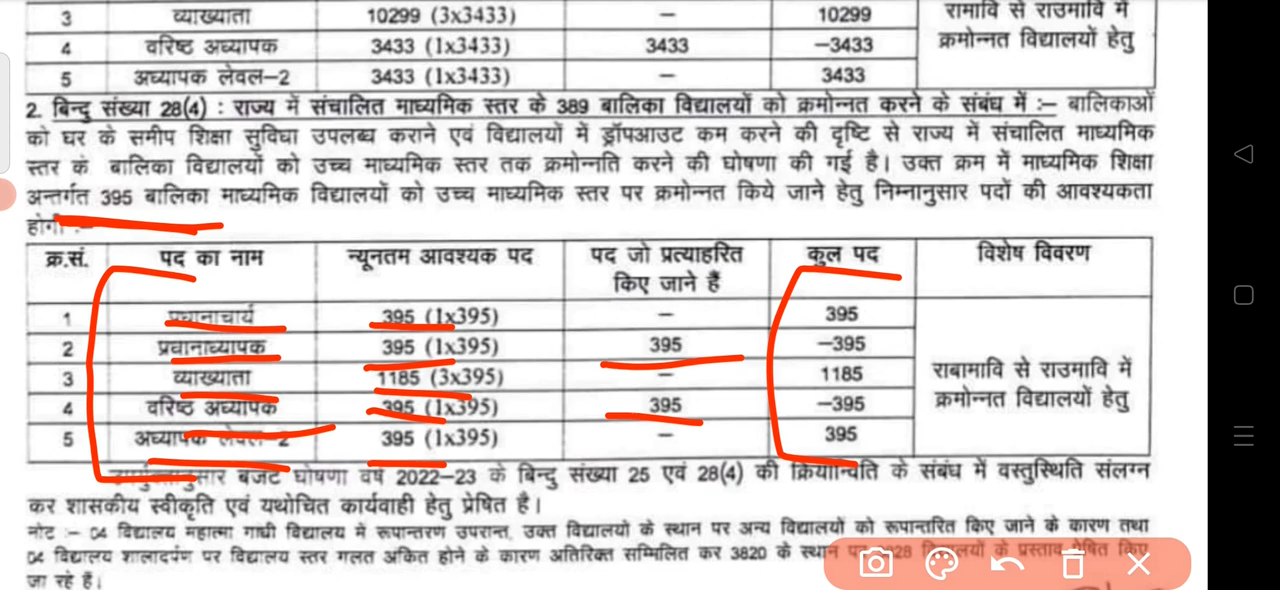 3 व्याख्याता 10299 (3x3433) – 10299 रामावि से राउमावि में
4 वरिष्ठ अध्यापक 3433 (1x3433) 3433 –3433 क्रमोन्नत विद्यालयों हेतु
5 अध्यापक लेवल–2 3433 (1x3433) – 3433
2. बिन्दु संख्या 28(4) : राज्य में संचालित माध्यमिक स्तर के 389 बालिका विद्यालयों को क्रमोन्नत करने के संबंध में :– बालिकाओं
को घर के समीप शिक्षा सुविधा उपलब्ध कराने एवं विद्यालयों में ड्रॉपआउट कम करने की दृष्टि से राज्य में संचालित माध्यमिक
स्तर के बालिका विद्यालयों को उच्च माध्यमिक स्तर तक क्रमोन्नति करने की घोषणा की गई है। उक्त क्रम में माध्यमिक शिक्षा
अन्तर्गत 395 बालिका माध्यमिक विद्यालयों को उच्च माध्यमिक स्तर पर क्रमोन्नत किये जाने हेतु निम्नानुसार पदों की आवश्यकता
होगी :–
क्र.सं. पद का नाम न्यूनतम आवश्यक पद पद जो प्रत्याहरित कुल पद विशेष विवरण
किए जाने हैं
1 प्रधानाचार्य 395 (1x395) – 395
2 प्रधानाध्यापक 395 (1x395) 395 –395
3 व्याख्याता 1185 (3x395) – 1185 राबामावि से राउमावि में
4 वरिष्ठ अध्यापक 395 (1x395) 395 –395 क्रमोन्नत विद्यालयों हेतु
5 अध्यापक लेवल–2 395 (1x395) – 395
उपर्युक्तानुसार बजट घोषणा वर्ष 2022–23 के बिन्दु संख्या 25 एवं 28(4) की क्रियान्विति के संबंध में वस्तुस्थिति संलग्न
कर शासकीय स्वीकृति एवं यथोचित कार्यवाही हेतु प्रेषित है।
नोट :– 04 विद्यालय महात्मा गांधी विद्यालय में रूपान्तरण उपरान्त, उक्त विद्यालयो के स्थान पर अन्य विद्यालयों को रूपान्तरित किए जाने के कारण तथा
04 विद्यालय शालादर्पण पर विद्यालय स्तर गलत अंकित होने के कारण अतिरिक्त सम्मिलित कर 3820 के स्थान
जा रहे हैं।